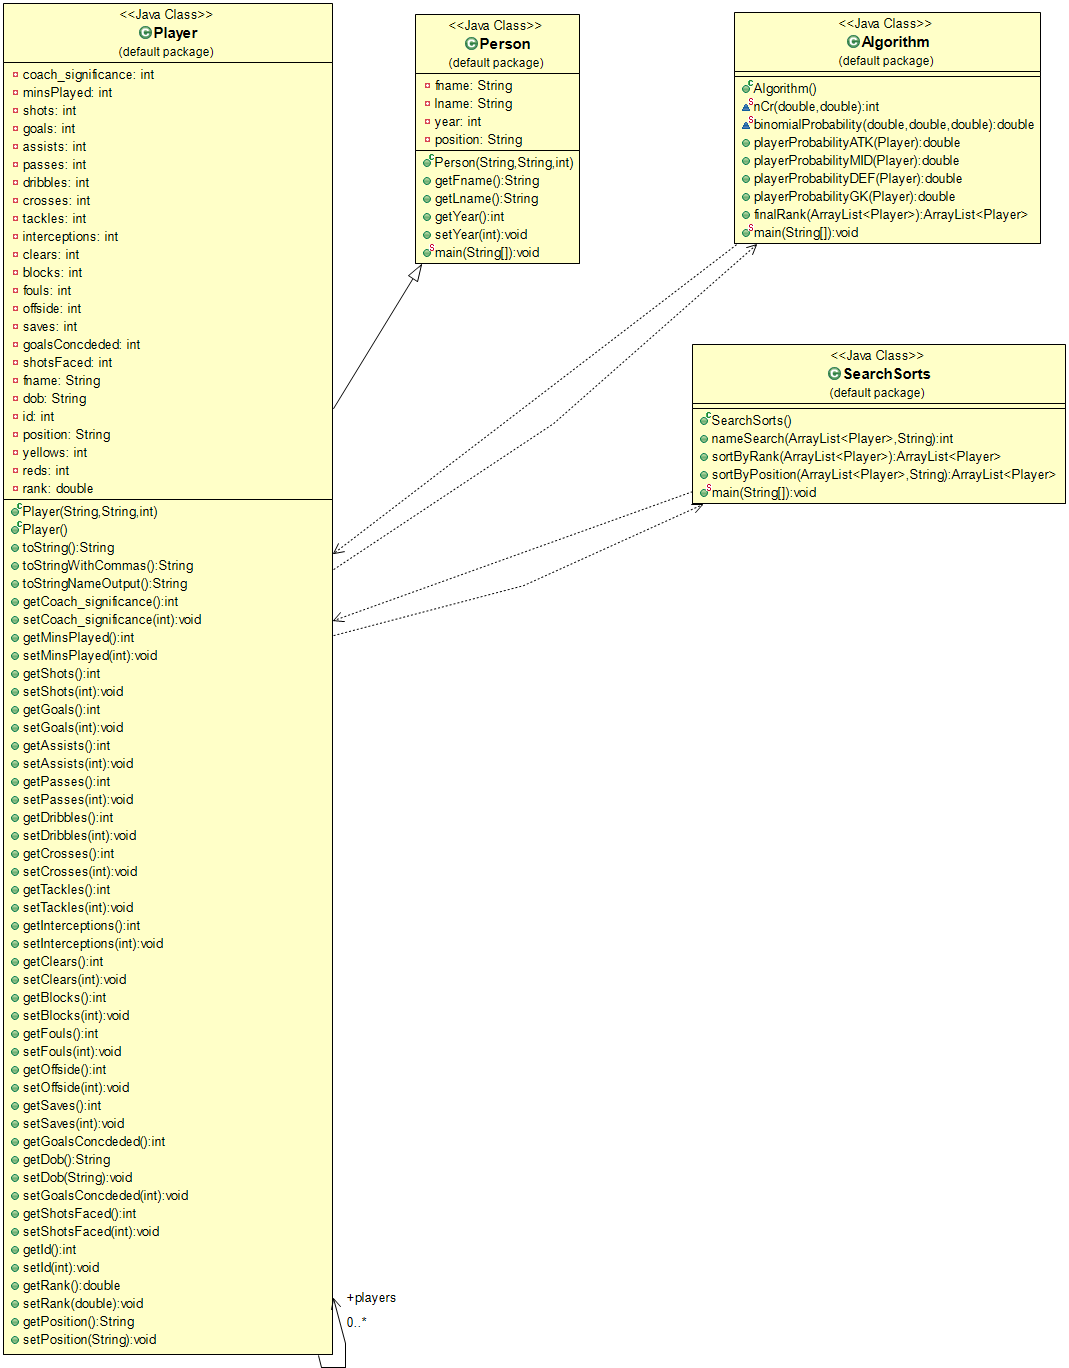 <<Java Class>>
Player
(default package)
coach_significance: int
minsPlayed: int
shots: int
goals: int
assists: int
passes: int
dribbles: int
crosses: int
tackles: int
interceptions: int
clears: int
blocks: int
fouls: int
offside: int
saves: int
goalsConcdeded: int
shotsFaced: int
fname: String
dob: String
id: int
position: String
yellows: int
reds: int
rank: double
Player(String,String,int)
Player()
toString():String
toStringWithCommas():String
toStringNameOutput():String
getCoach_significance():int
setCoach_significance(int):void
getMinsPlayed():int
setMinsPlayed(int):void
getShots():int
setShots(int):void
getGoals():int
setGoals(int):void
getAssists():int
setAssists(int):void
getPasses():int
setPasses(int):void
getDribbles():int
setDribbles(int):void
getCrosses():int
setCrosses(int):void
getTackles():int
setTackles(int):void
getInterceptions():int
setInterceptions(int):void
getClears():int
setClears(int):void
getBlocks():int
setBlocks(int):void
getFouls():int
setFouls(int):void
getOffside():int
setOffside(int):void
getSaves():int
setSaves(int):void
getGoalsConcdeded():int
getDob():String
setDob(String):void
setGoalsConcdeded(int):void
getShotsFaced():int
setShotsFaced(int):void
getId():int
setId(int):void
getRank():double
setRank(double):void
getPosition():String
setPosition(String):void
+players
0..*
<<Java Class>>
Person
(default package)
fname: String
lname: String
year: int
position: String
Person(String,String,int)
getFname():String
getLname():String
getYear():int
setYear(int):void
main(String[]):void
<<Java Class>>
Algorithm
(default package)
Algorithm()
nCr(double,double):int
binomialProbability(double,double,double):double
playerProbabilityATK(Player):double
playerProbabilityMID(Player):double
playerProbabilityDEF(Player):double
playerProbabilityGK(Player):double
finalRank(ArrayList<Player>):ArrayList<Player>
main(String[]):void
<<Java Class>>
SearchSorts
(default package)
SearchSorts()
nameSearch(ArrayList<Player>,String):int
sortByRank(ArrayList<Player>):ArrayList<Player>
sortByPosition(ArrayList<Player>,String):ArrayList<Player>
main(String[]):void